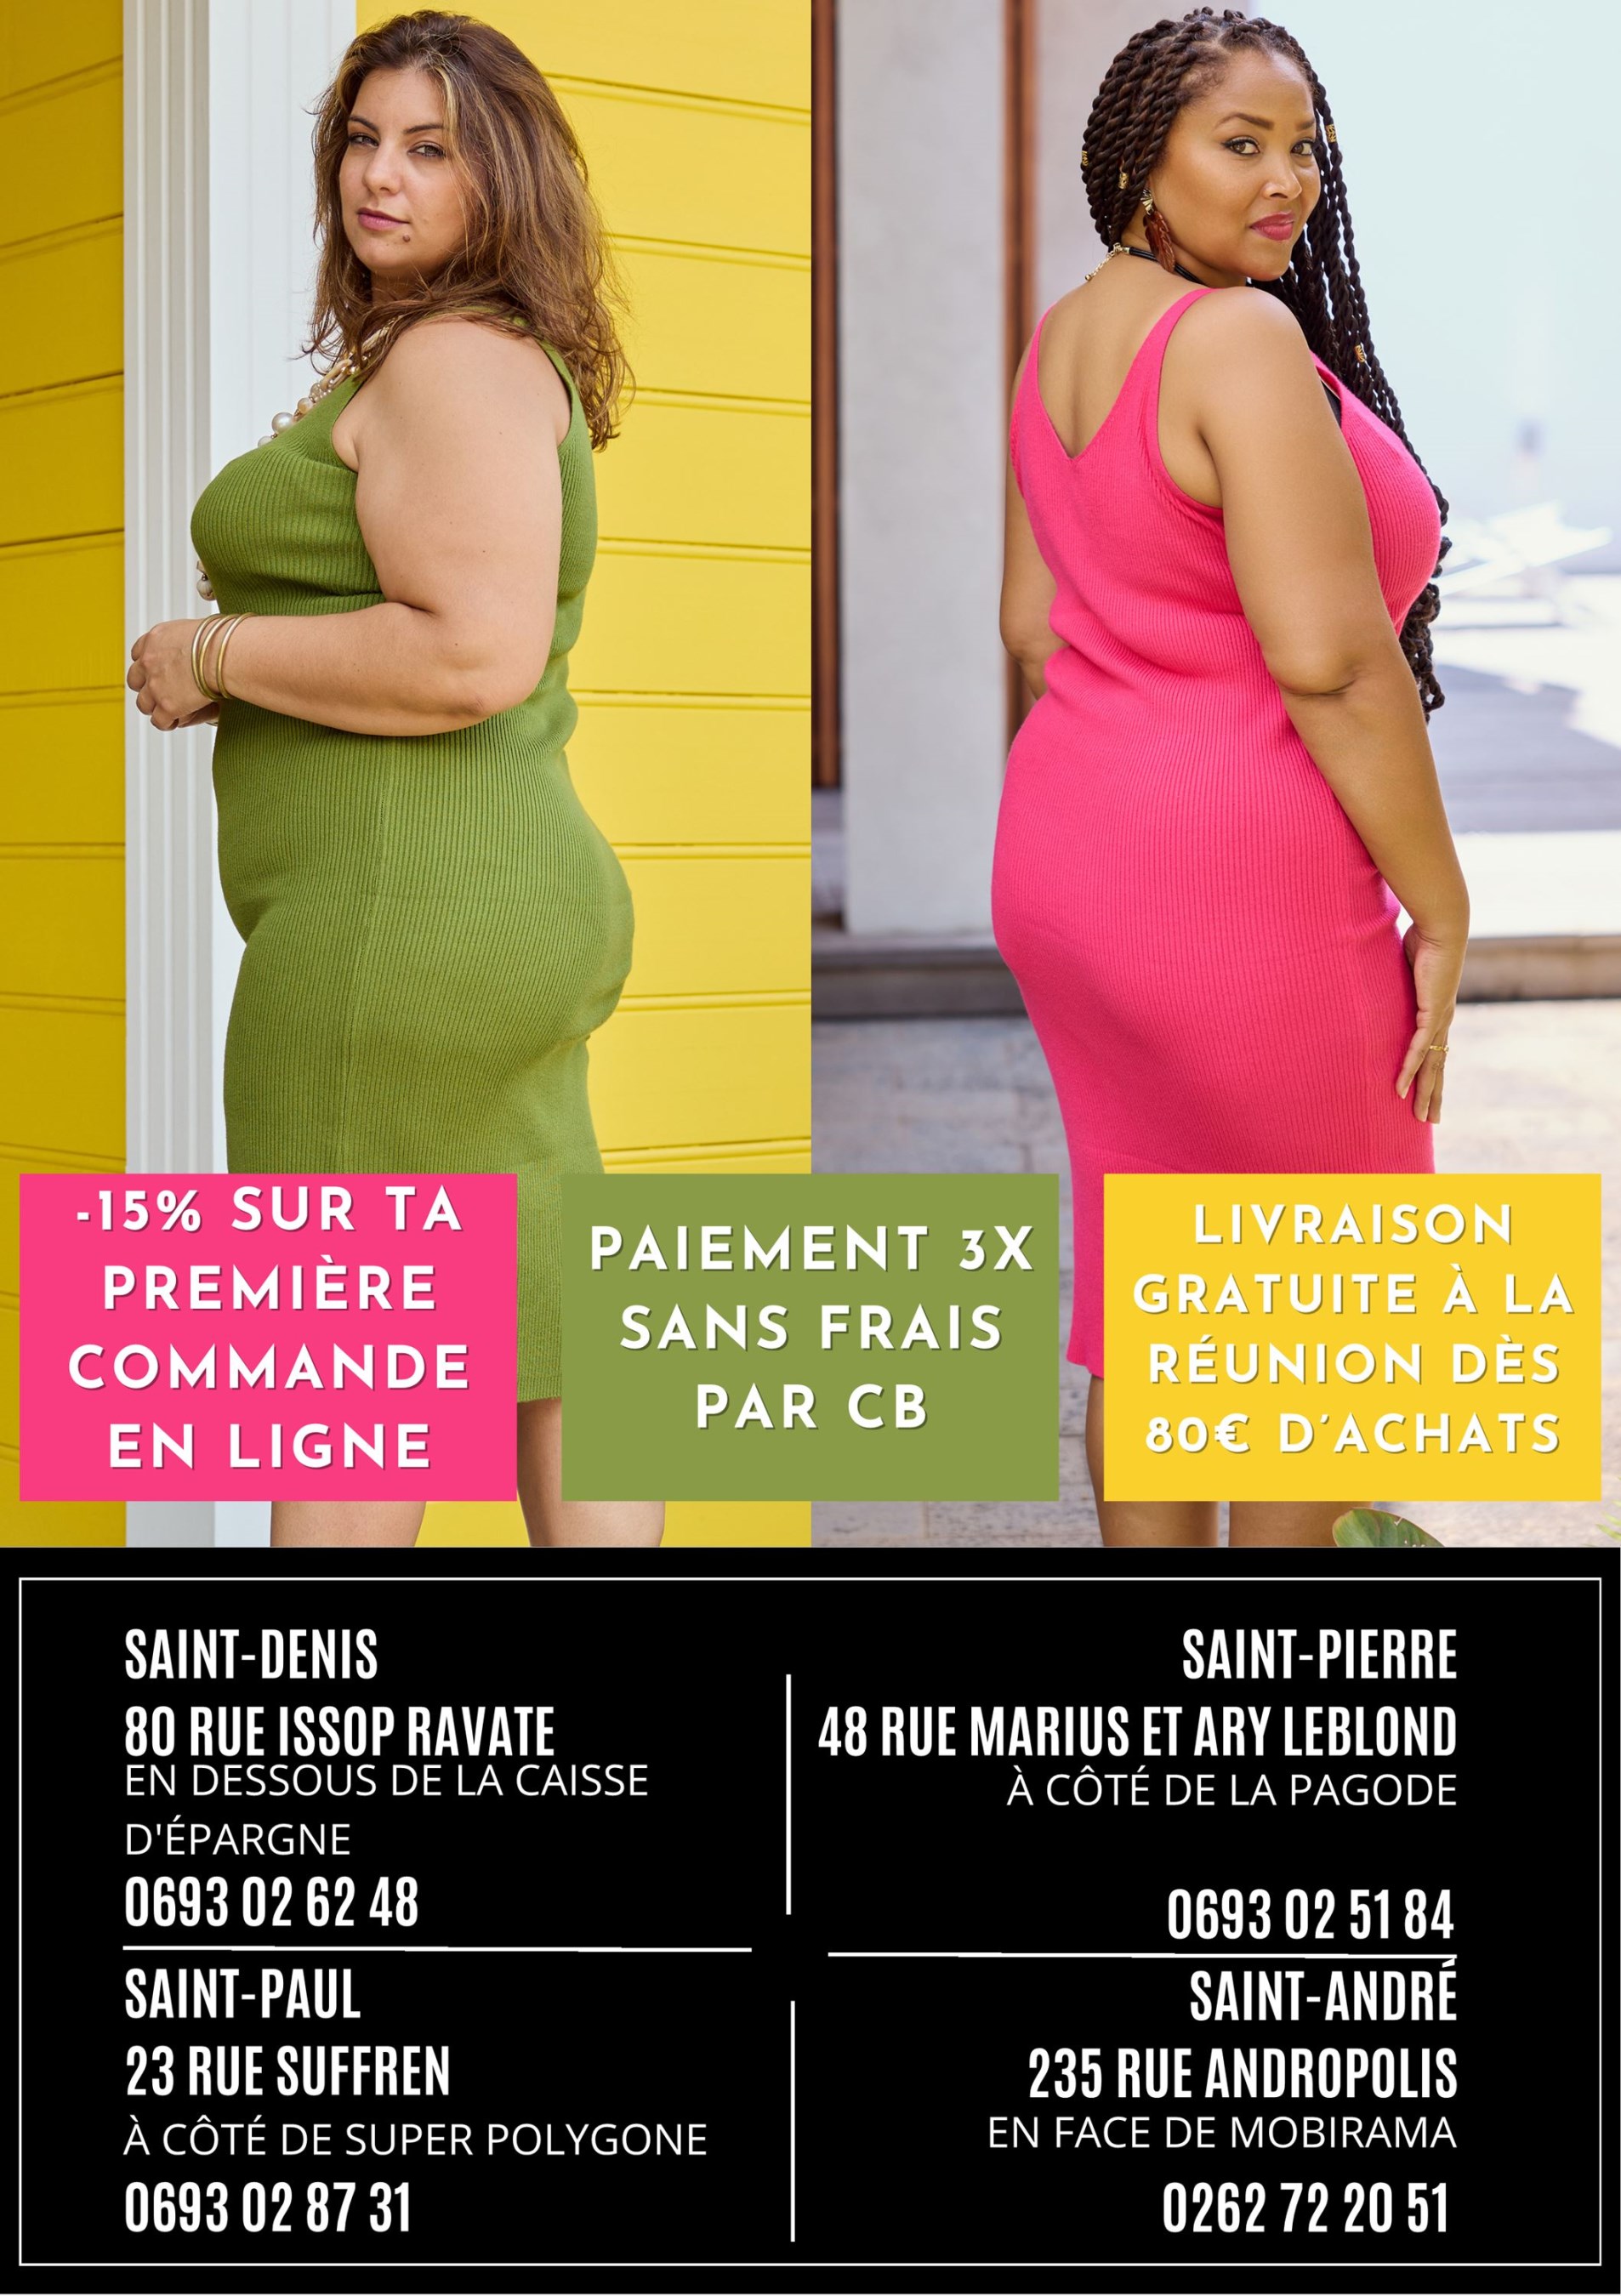 -15% SUR TA
PREMIÈRE
COMMANDE
EN LIGNE
PAIEMENT 3X
SANS FRAIS
PAR CB
LIVRAISON
GRATUITE À LA
RÉUNION DÈS
80€ D'ACHATS
SAINT-DENIS
80 RUE ISSOP RAVATE
EN DESSOUS DE LA CAISSE
D'ÉPARGNE
0693 02 62 48
SAINT-PIERRE
48 RUE MARIUS ET ARY LEBLOND
À CÔTÉ DE LA PAGODE
0693 02 51 84
SAINT-PAUL
23 RUE SUFFREN
À CÔTÉ DE SUPER POLYGONE
0693 02 87 31
SAINT-ANDRÉ
235 RUE ANDROPOLIS
EN FACE DE MOBIRAMA
0262 72 20 51